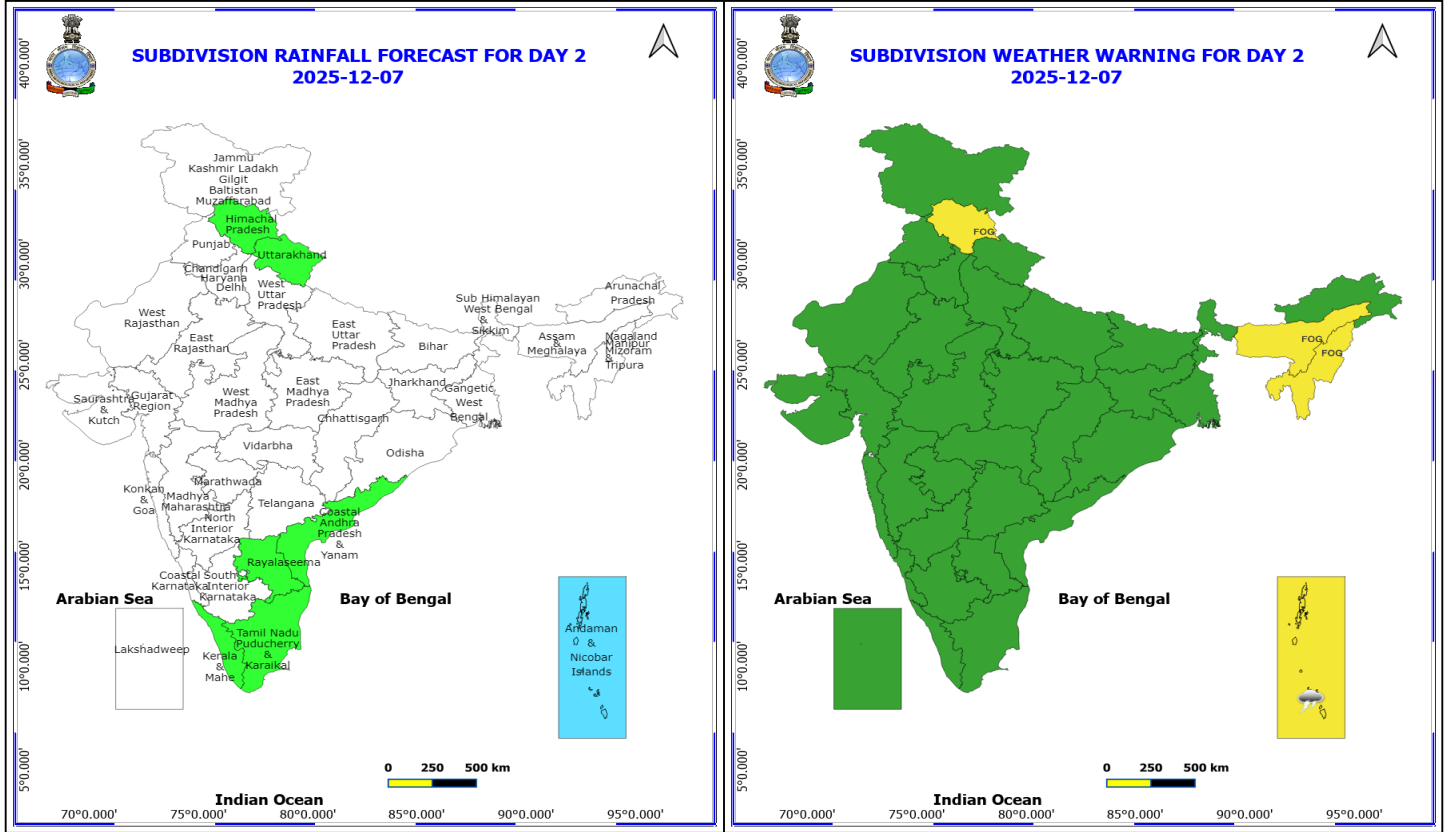 SUBDIVISION RAINFALL FORECAST FOR DAY 2
2025-12-07
40°0.000'
35°0.000'
30°0.000'
25°0.000'
20°0.000'
15°0.000'
10°0.000'
5°0.000'
Jammu
Kashmir Ladakh
Gilgit
Baltistan
Muzaffarabad
Himachal
Pradesh
Punjab
Uttarakhand
Chandigarh
Haryana
Delhi
West
Uttar
Pradesh
West
Rajasthan
East
Rajasthan
East
Uttar
Pradesh
Bihar
Sub Himalayan
West Bengal
&
Sikkim
Arunachal
Pradesh
Assam
&
Meghalaya
Nagaland
Manipur
Mizoram
&
Tripura
Saurashtra
&
Kutch
Gujarat
Region
West
Madhya
Pradesh
East
Madhya
Pradesh
Jharkhand
Gangetic
West
Bengal
Chhattisgarh
Vidarbha
Odisha
Konkan
&
Goa
Madhya
Maharashtra
Marathwada
Telangana
North
Interior
Karnataka
Coastal
Andhra
Pradesh
&
Yanam
Rayalaseema
Coastal
Karnataka
South
Interior
Karnataka
Arabian Sea
Bay of Bengal
Lakshadweep
Kerala
&
Mahe
Tamil Nadu
Puducherry
&
Karaikal
Andaman
&
Nicobar
Islands
0 250 500 km
Indian Ocean
70°0.000' 75°0.000' 80°0.000' 85°0.000' 90°0.000' 95°0.000'
SUBDIVISION WEATHER WARNING FOR DAY 2
2025-12-07
40°0.000'
35°0.000'
30°0.000'
25°0.000'
20°0.000'
15°0.000'
10°0.000'
5°0.000'
FOG
FOG
FOG
Arabian Sea
Bay of Bengal
0 250 500 km
Indian Ocean
70°0.000' 75°0.000' 80°0.000' 85°0.000' 90°0.000' 95°0.000'